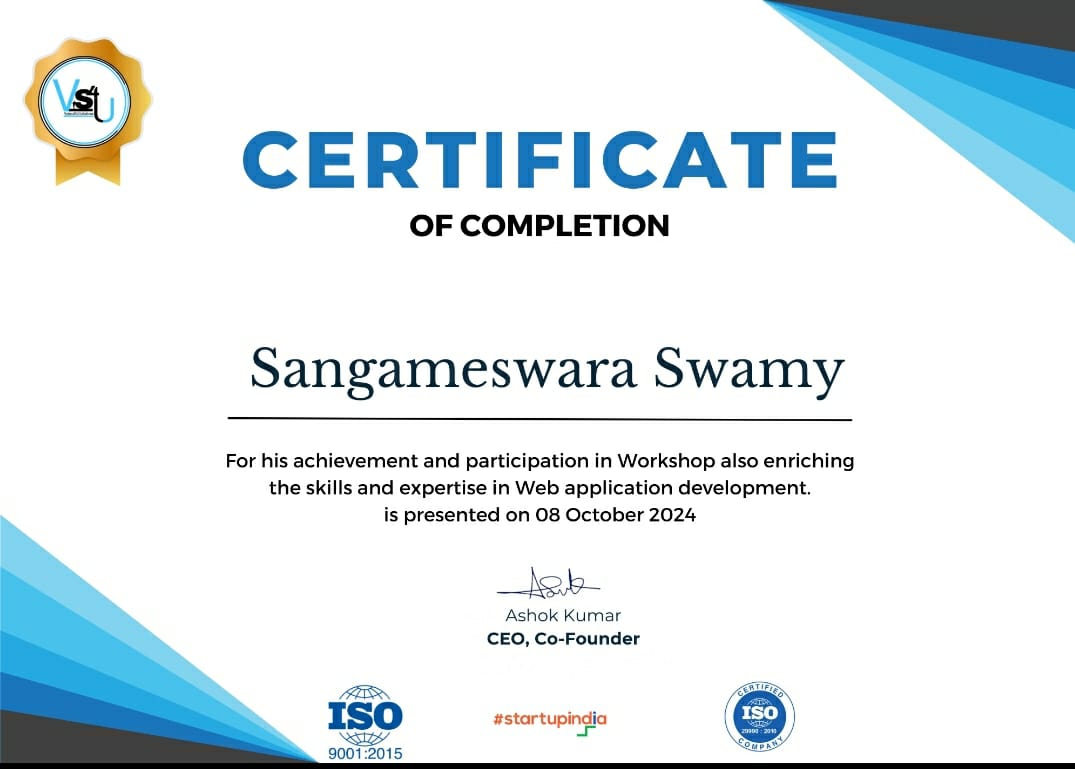 VstU
CERTIFICATE
OF COMPLETION
Sangameswara Swamy
For his achievement and participation in Workshop also enriching
the skills and expertise in Web application development.
is presented on 08 October 2024
Ashok Kumar
CEO, Co-Founder
ISO
9001:2015
#startupindia
CERTIFIED
ISO
29990 : 2010
COMPANY